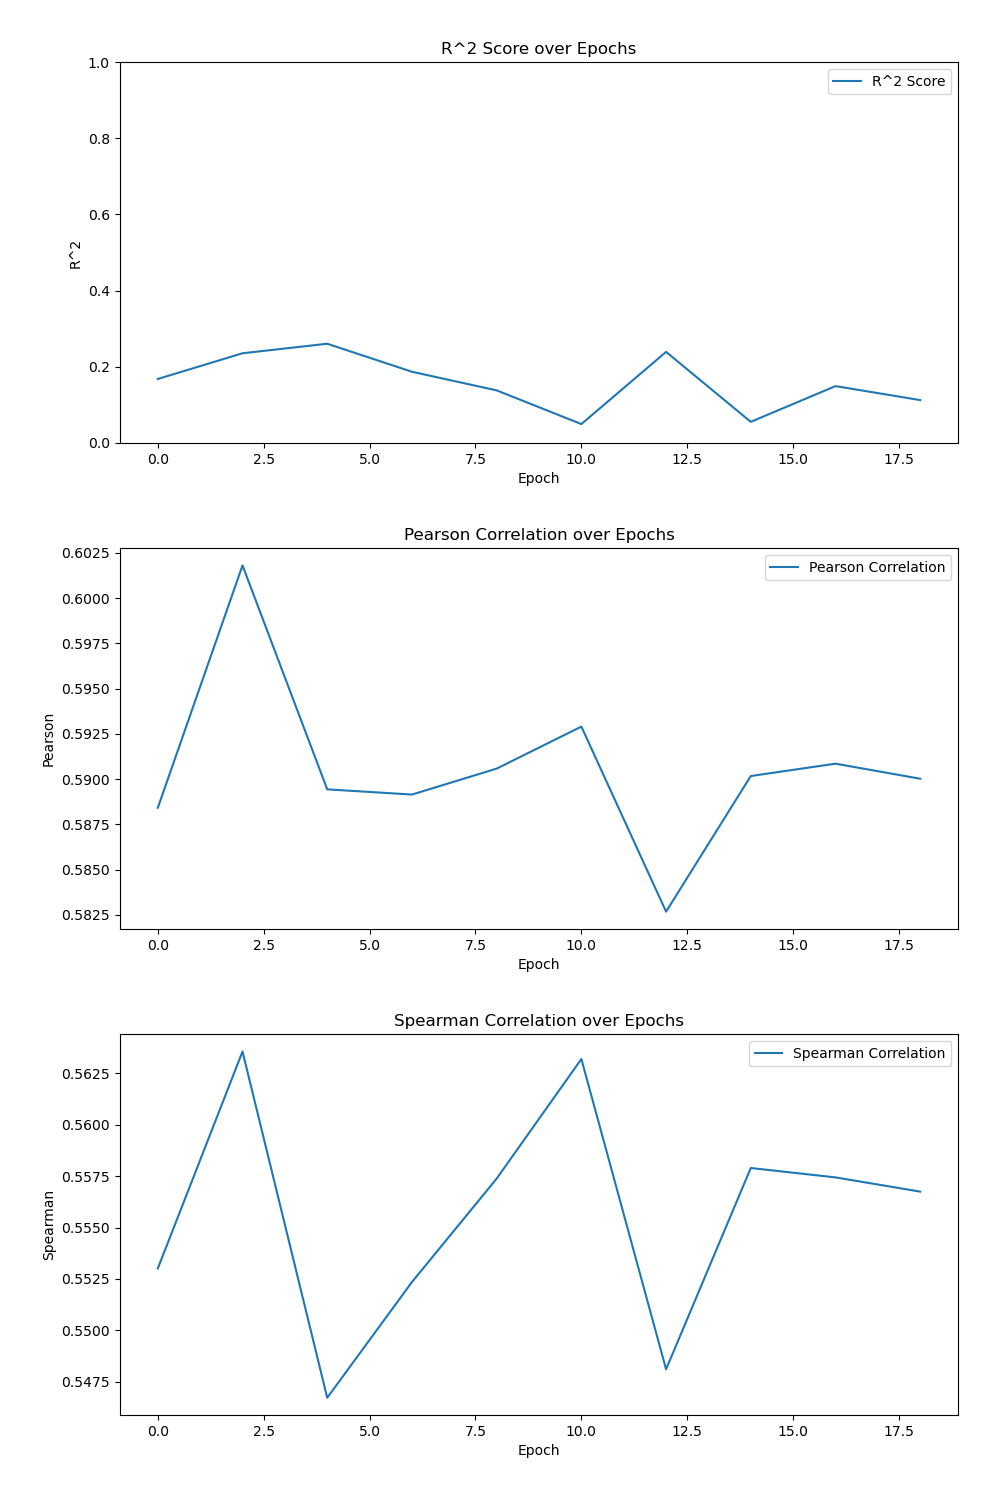 R^2 Score over Epochs
1.0
0.8
0.6
0.4
0.2
0.0
R^2
R^2 Score
0.0 2.5 5.0 7.5 10.0 12.5 15.0 17.5
Epoch
Pearson Correlation over Epochs
0.6025
0.6000
0.5975
0.5950
0.5925
0.5900
0.5875
0.5850
0.5825
Pearson
Pearson Correlation
0.0 2.5 5.0 7.5 10.0 12.5 15.0 17.5
Epoch
Spearman Correlation over Epochs
0.5625
0.5600
0.5575
0.5550
0.5525
0.5500
0.5475
Spearman
Spearman Correlation
0.0 2.5 5.0 7.5 10.0 12.5 15.0 17.5
Epoch